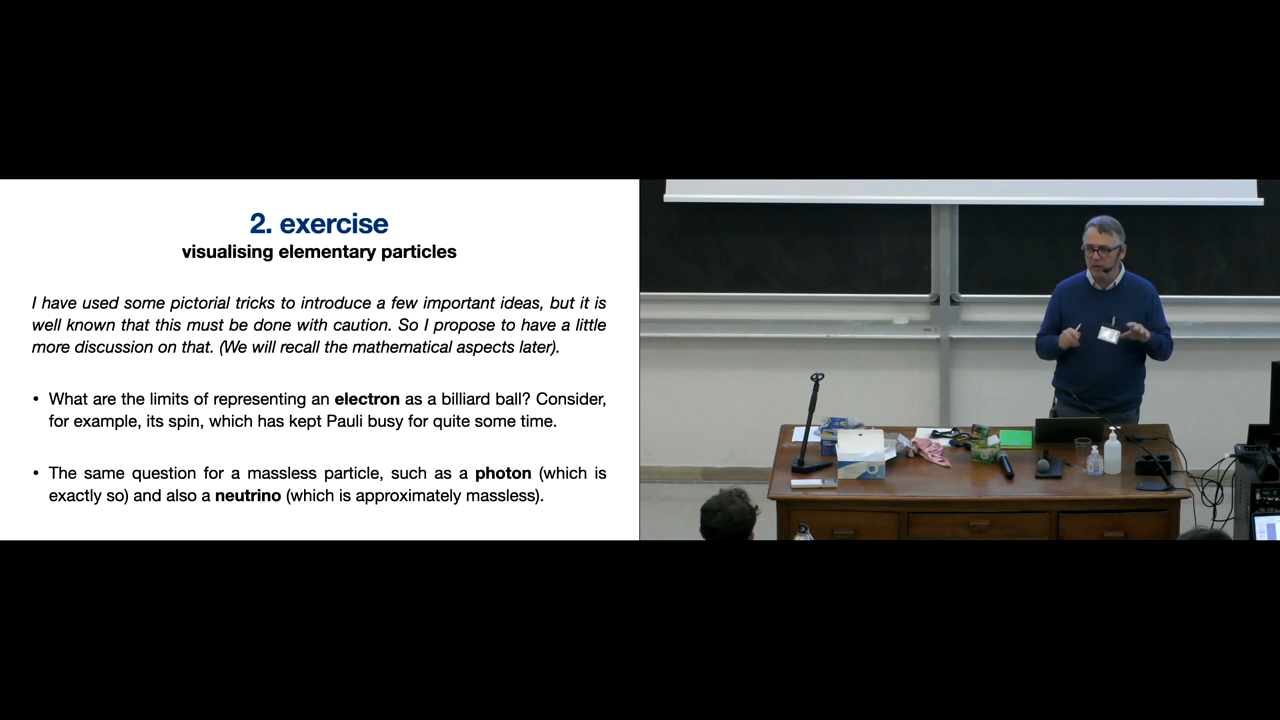 2. exercise
visualising elementary particles
I have used some pictorial tricks to introduce a few important ideas, but it is
well known that this must be done with caution. So I propose to have a little
more discussion on that. (We will recall the mathematical aspects later).
• What are the limits of representing an electron as a billiard ball? Consider,
for example, its spin, which has kept Pauli busy for quite some time.
• The same question for a massless particle, such as a photon (which is
exactly so) and also a neutrino (which is approximately massless).